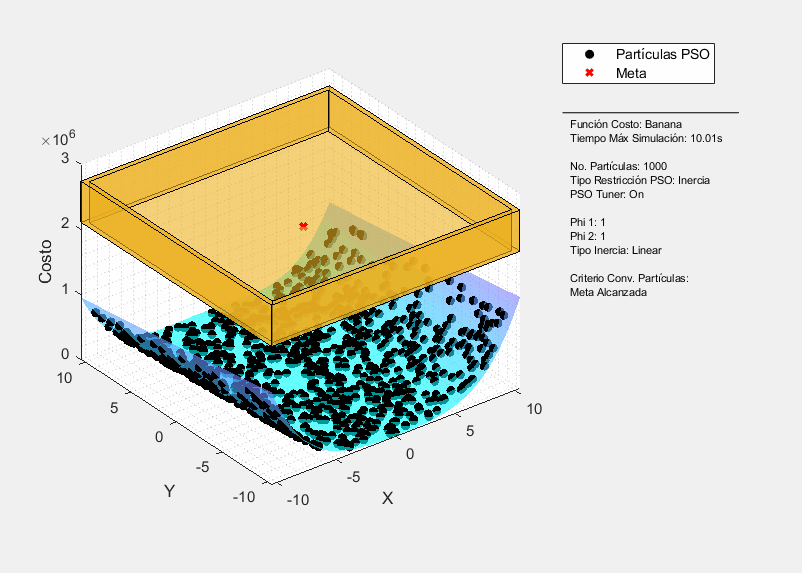 Partículas PSO
Meta
Función Costo: Banana
Tiempo Máx Simulación: 10.01s
No. Partículas: 1000
Tipo Restricción PSO: Inercia
PSO Tuner: On
Phi 1: 1
Phi 2: 1
Tipo Inercia: Linear
Criterio Conv. Partículas:
Meta Alcanzada
×10⁶
3
2
1
0
Costo
10
5
0
-5
-10
Y
-10
-5
0
5
10
X